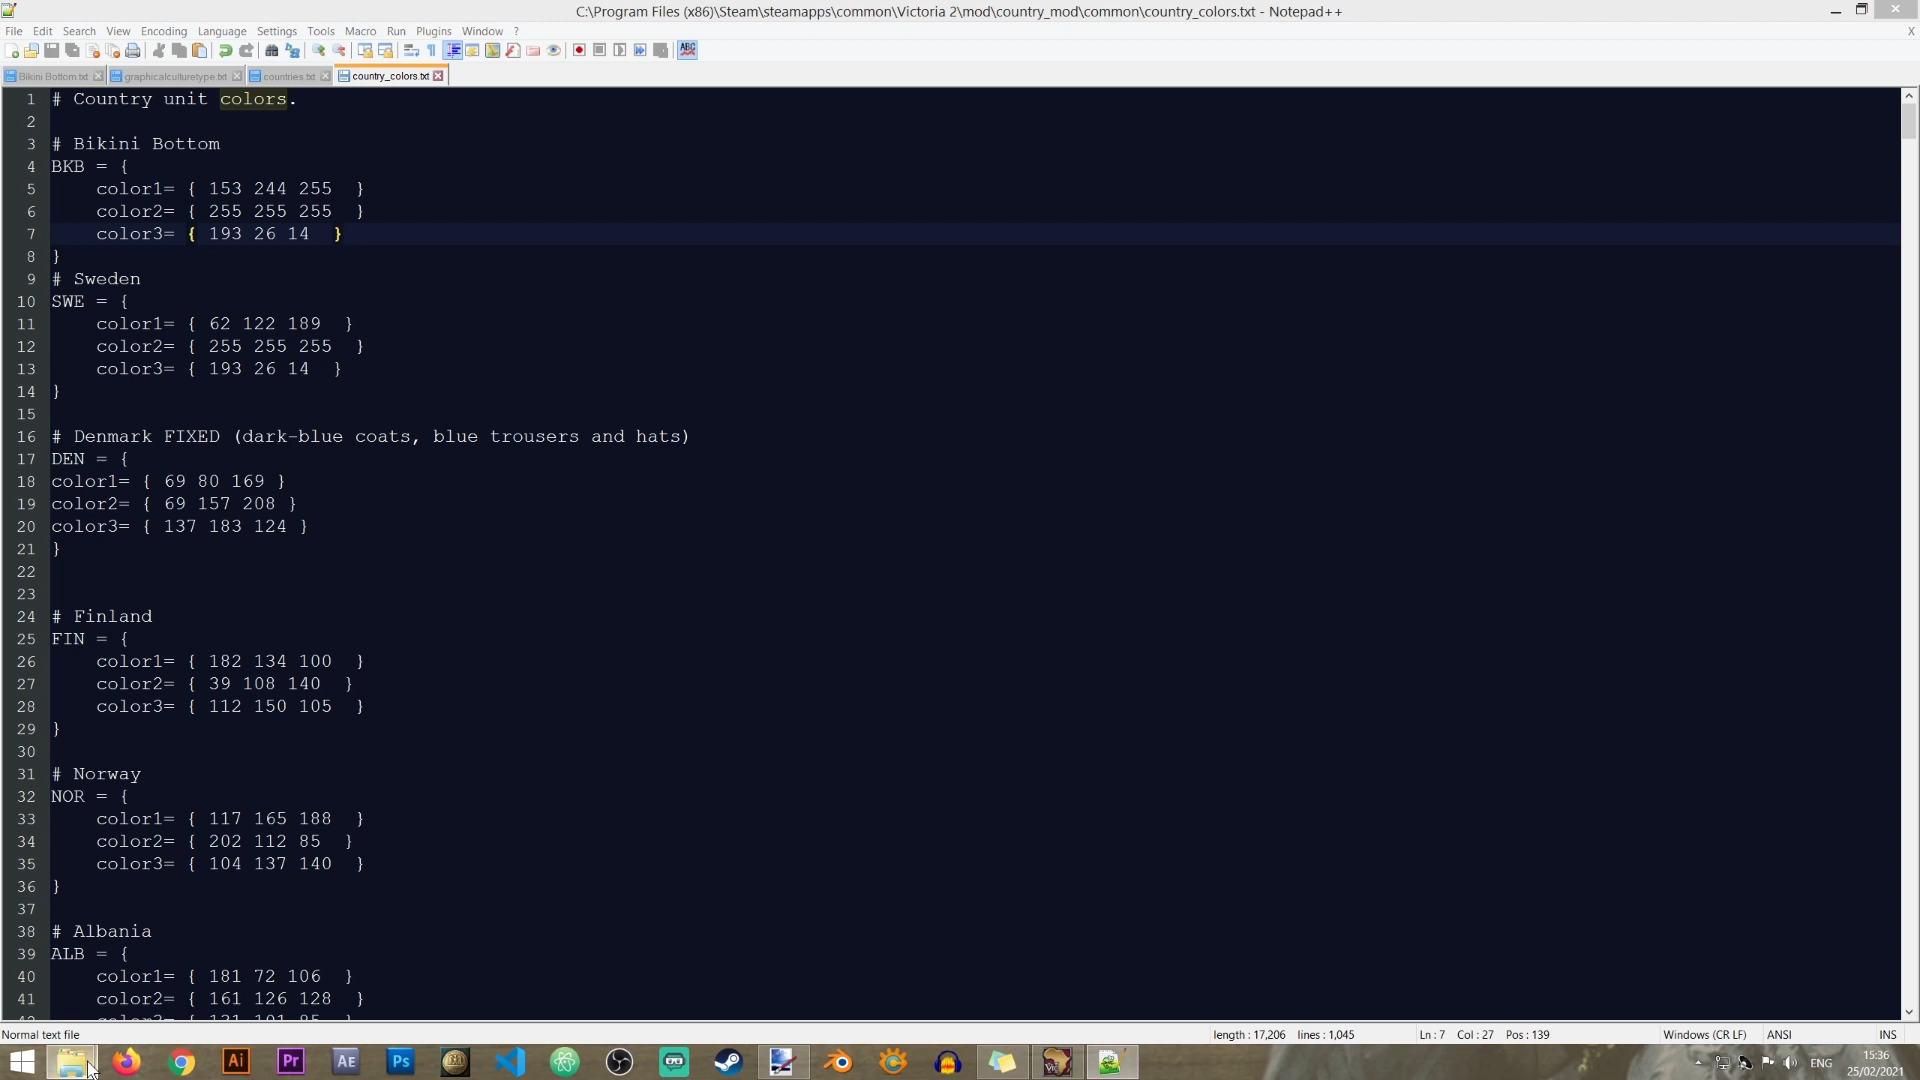 C:\Program Files (x86)\Steam\steamapps\common\Victoria 2\mod\country_mod\common\country_colors.txt - Notepad++
File Edit Search View Encoding Language Settings Tools Macro Run Plugins Window ? X
Bikini Bottom.txt graphicalculturetype.txt countries.txt country_colors.txt
1 # Country unit colors.
2
3 # Bikini Bottom
4 BKB = {
5 color1= { 153 244 255 }
6 color2= { 255 255 255 }
7 color3= { 193 26 14 }
8 }
9 # Sweden
10 SWE = {
11 color1= { 62 122 189 }
12 color2= { 255 255 255 }
13 color3= { 193 26 14 }
14 }
15
16 # Denmark FIXED (dark-blue coats, blue trousers and hats)
17 DEN = {
18 color1= { 69 80 169 }
19 color2= { 69 157 208 }
20 color3= { 137 183 124 }
21 }
22
23
24 # Finland
25 FIN = {
26 color1= { 182 134 100 }
27 color2= { 39 108 140 }
28 color3= { 112 150 105 }
29 }
30
31 # Norway
32 NOR = {
33 color1= { 117 165 188 }
34 color2= { 202 112 85 }
35 color3= { 104 137 140 }
36 }
37
38 # Albania
39 ALB = {
40 color1= { 181 72 106 }
41 color2= { 161 126 128 }
Normal text file length : 17,206 lines : 1,045 Ln : 7 Col : 27 Pos : 139 Windows (CR LF) ANSI INS
Ai Pr AE Ps ENG 15:36
25/02/2021